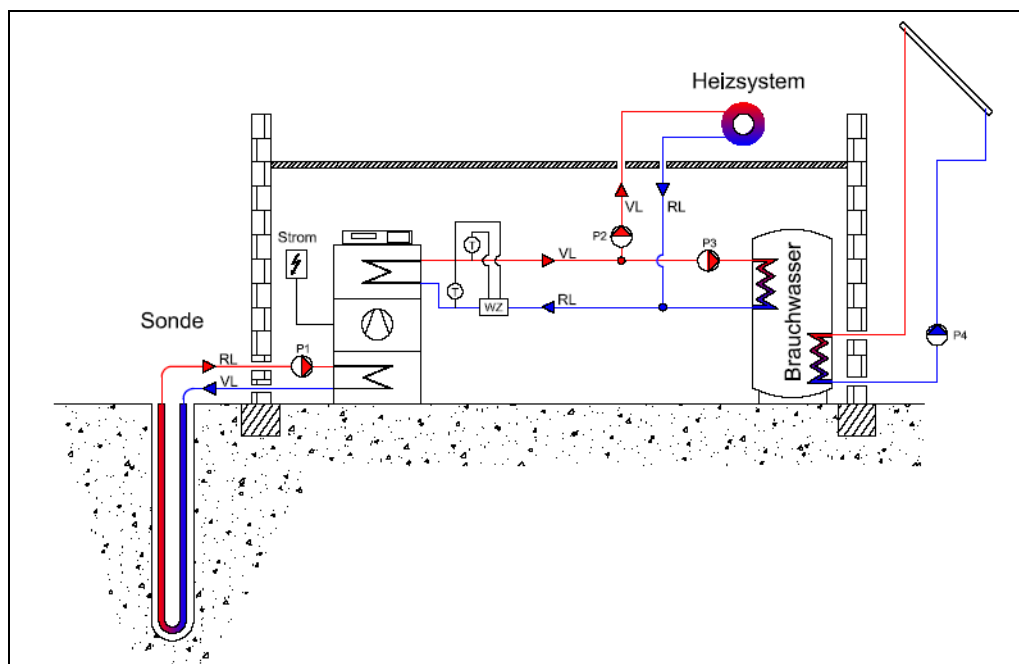 Heizsystem
VL
RL
P2
Strom
T
VL
P3
T
WZ
RL
Brauchwasser
Sonde
P1
RL
VL
P4